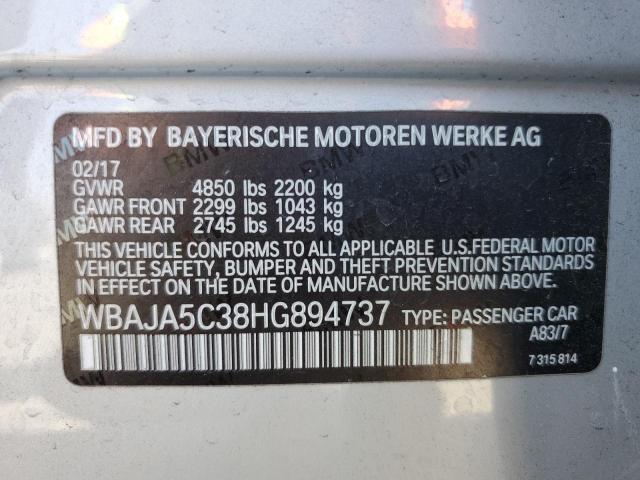 MFD BY BAYERISCHE MOTOREN WERKE AG
02/17
GVWR 4850 lbs 2200 kg
GAWR FRONT 2299 lbs 1043 kg
GAWR REAR 2745 lbs 1245 kg
THIS VEHICLE CONFORMS TO ALL APPLICABLE U.S.FEDERAL MOTOR
VEHICLE SAFETY, BUMPER AND THEFT PREVENTION STANDARDS
IN EFFECT ON THE DATE OF MANUFACTURE SHOWN ABOVE.
WBAJA5C38HG894737 TYPE: PASSENGER CAR
A83/7
7 315 814